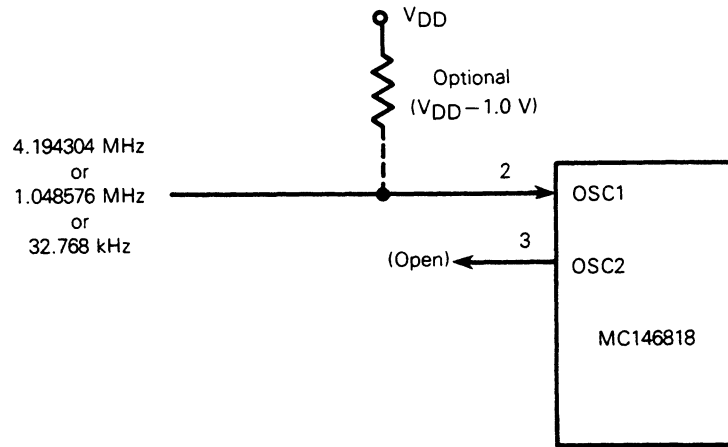 VDD
Optional
(VDD−1.0 V)
4.194304 MHz
or
1.048576 MHz
or
32.768 kHz
2
OSC1
3
(Open)
OSC2
MC146818